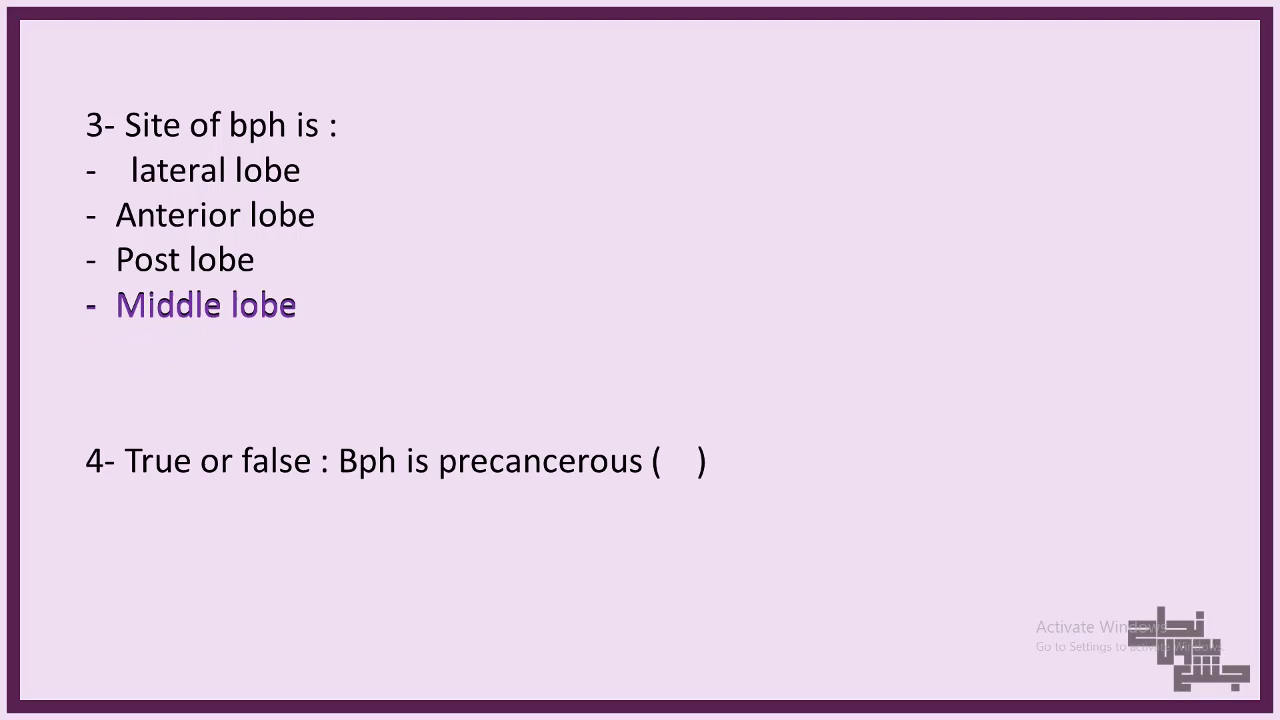 3- Site of bph is :
- lateral lobe
- Anterior lobe
- Post lobe
- Middle lobe
4- True or false : Bph is precancerous ( )
Activate Windows
Go to Settings to activate Windows.